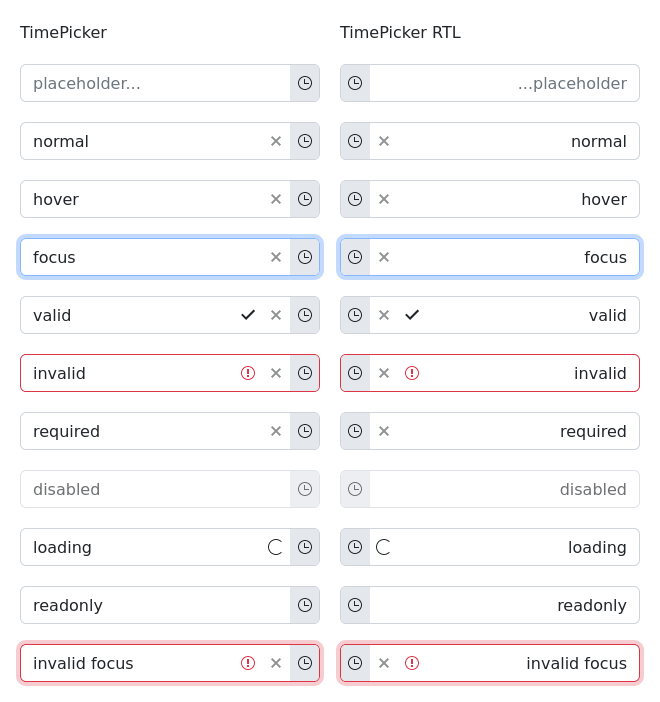 TimePicker TimePicker RTL
placeholder... ...placeholder
normal normal
hover hover
focus focus
valid valid
invalid invalid
required required
disabled disabled
loading loading
readonly readonly
invalid focus invalid focus